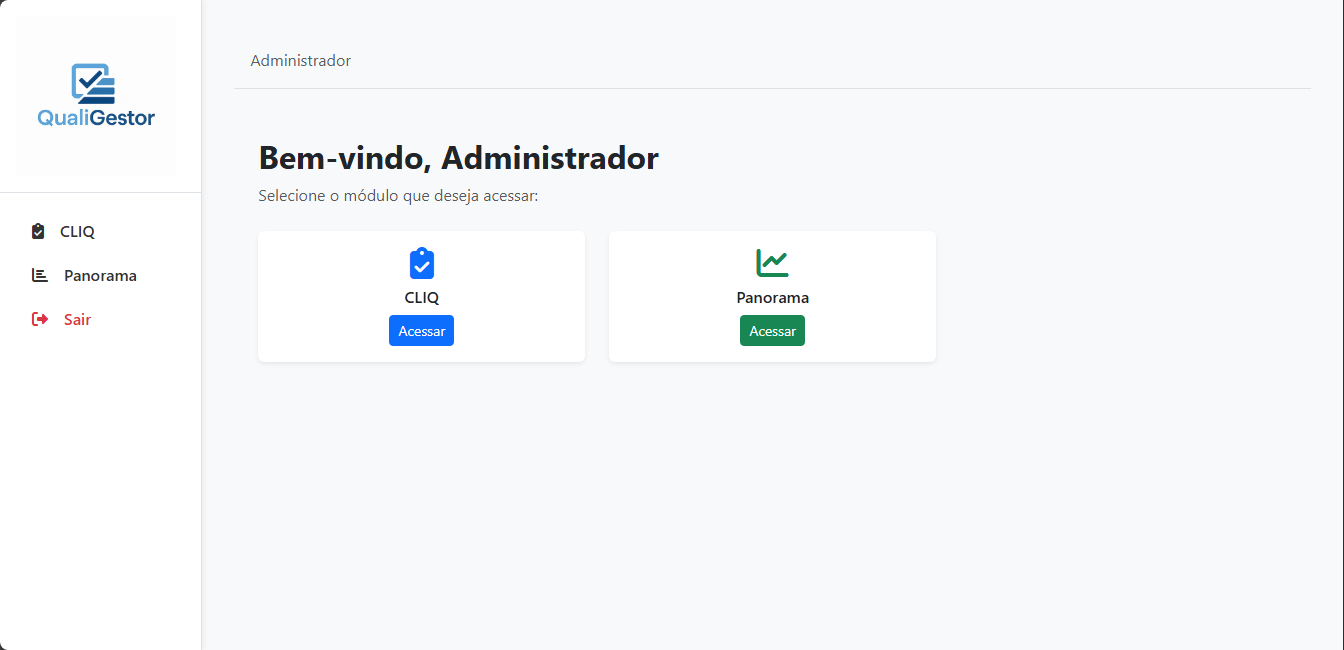 QualiGestor
CLIQ
Panorama
Sair
Administrador
Bem-vindo, Administrador
Selecione o módulo que deseja acessar:
CLIQ
Acessar
Panorama
Acessar